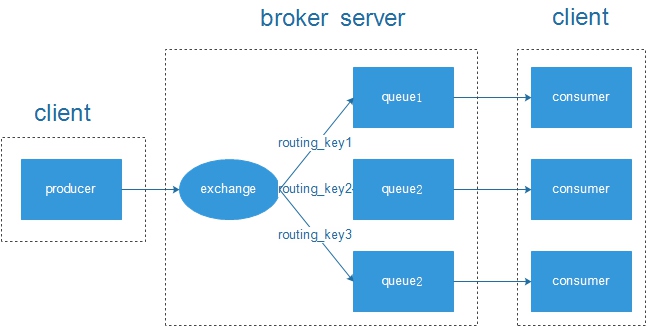 broker server
client
client
queue1
consumer
routing_key1
producer
exchange
routing_key2
queue2
consumer
routing_key3
queue2
consumer